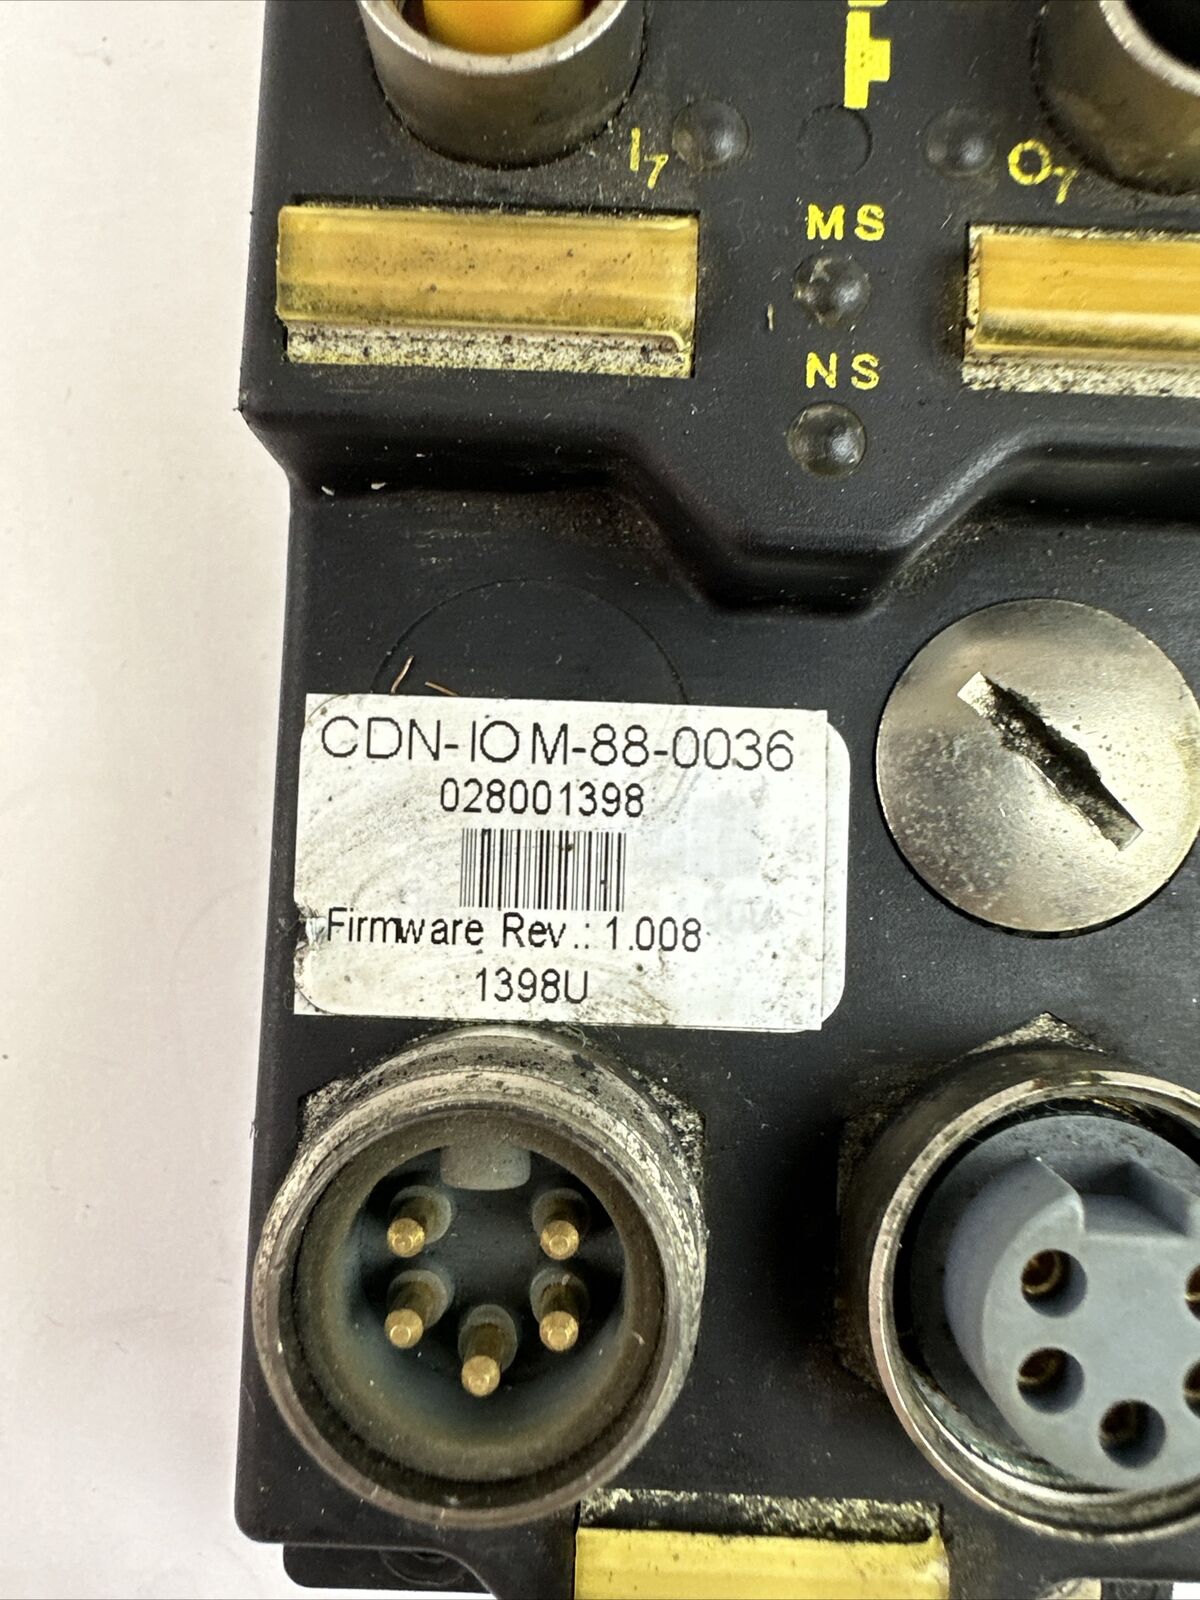 I7
O7
MS
NS
CDN-IOM-88-0036
028001398
Firmware Rev.: 1.008
1398U